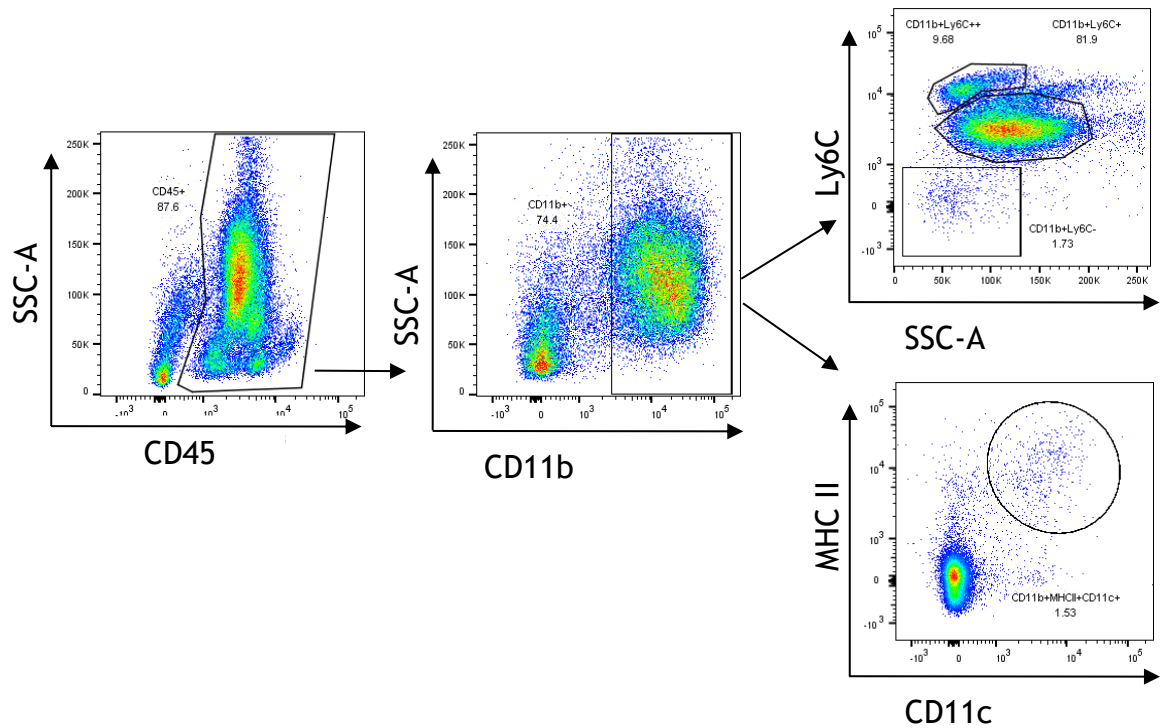 CD11b+Ly6C++
9.68
CD11b+Ly6C+
81.9
10^5
10^4
10^3
0
-10^3
CD11b+Ly6C-
1.73
0
50K
100K
150K
200K
250K
Ly6C
SSC-A
250K
200K
150K
100K
50K
0
CD45+
87.6
-10^3
0
10^3
10^4
10^5
SSC-A
CD45
250K
200K
150K
100K
50K
0
CD11b+
74.4
-10^3
0
10^4
10^5
SSC-A
CD11b
10^5
10^4
10^3
0
-10^3
CD11b+MHCII+CD11c+
1.53
-10^3
0
10^3
10^4
10^5
MHC II
CD11c